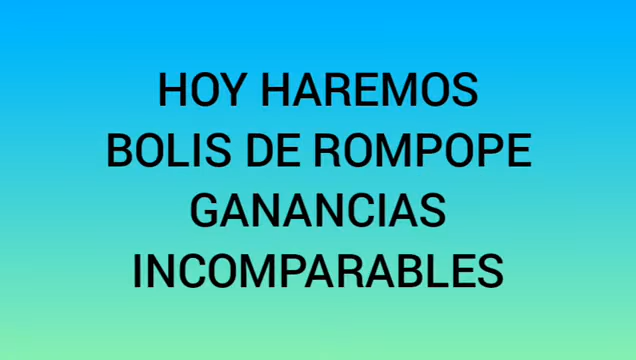 HOY HAREMOS
BOLIS DE ROMPOPE
GANANCIAS
INCOMPARABLES